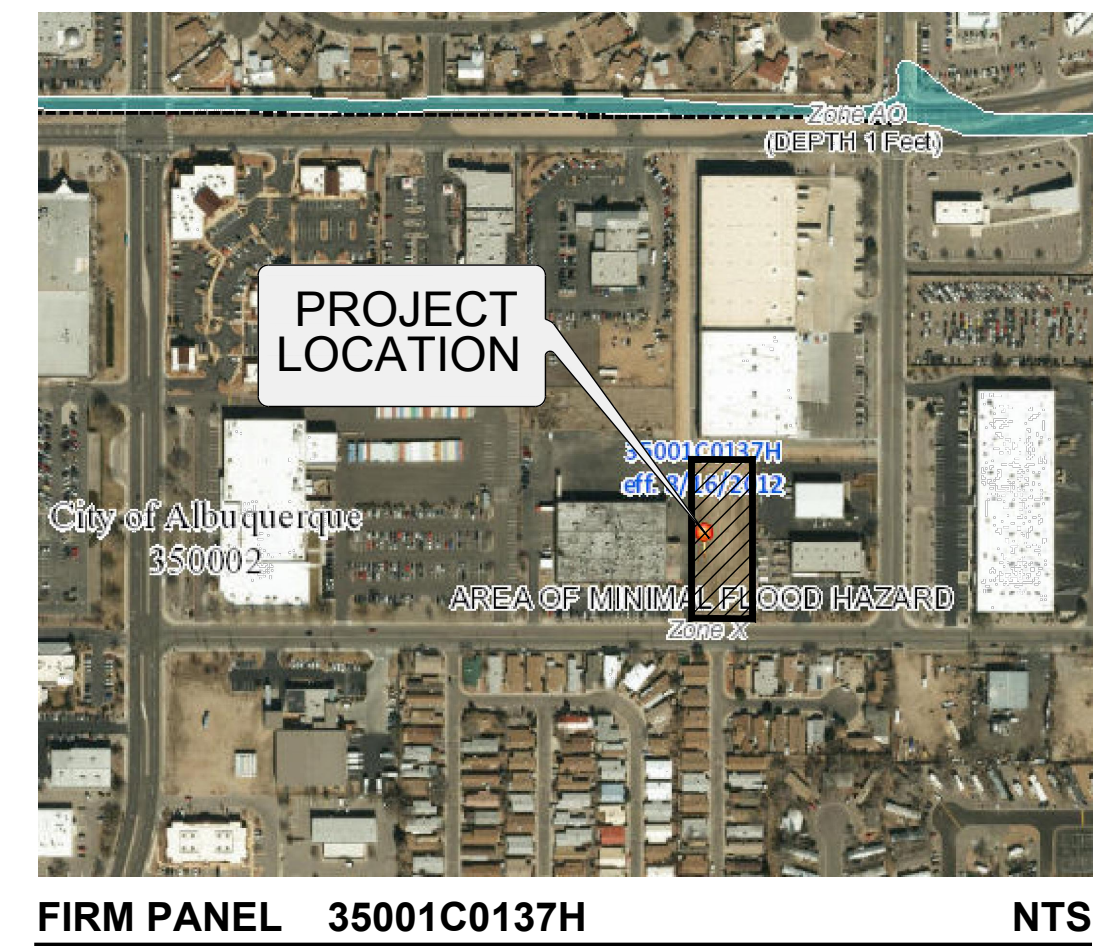 Zone AO
(DEPTH 1 Feet)
PROJECT
LOCATION
35001C0137H
eff. 8/16/2012
City of Albuquerque
350002
AREA OF MINIMAL FLOOD HAZARD
Zone X
FIRM PANEL 35001C0137H NTS